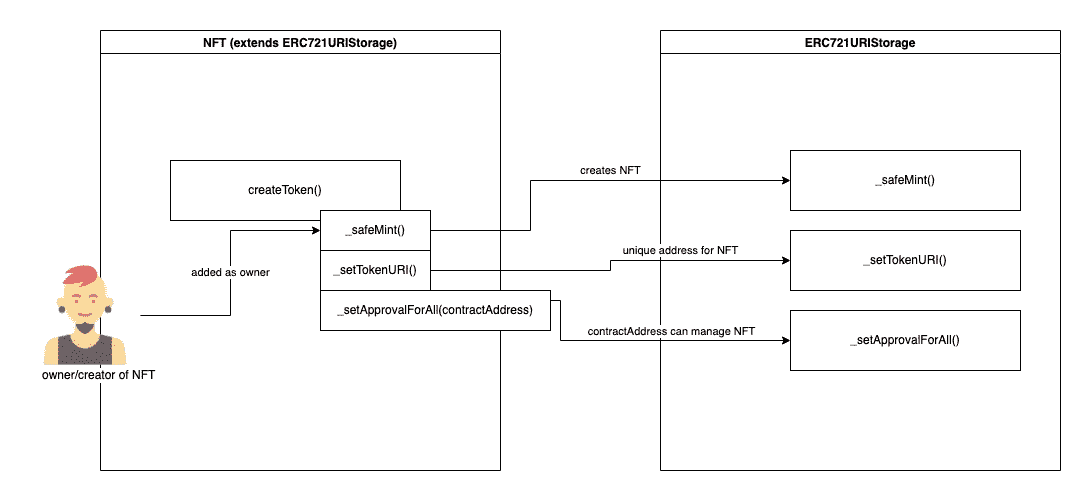 NFT (extends ERC721URIStorage)
ERC721URIStorage
createToken()
_safeMint()
_setTokenURI()
_setApprovalForAll(contractAddress)
added as owner
owner/creator of NFT
creates NFT
unique address for NFT
contractAddress can manage NFT
_safeMint()
_setTokenURI()
_setApprovalForAll()